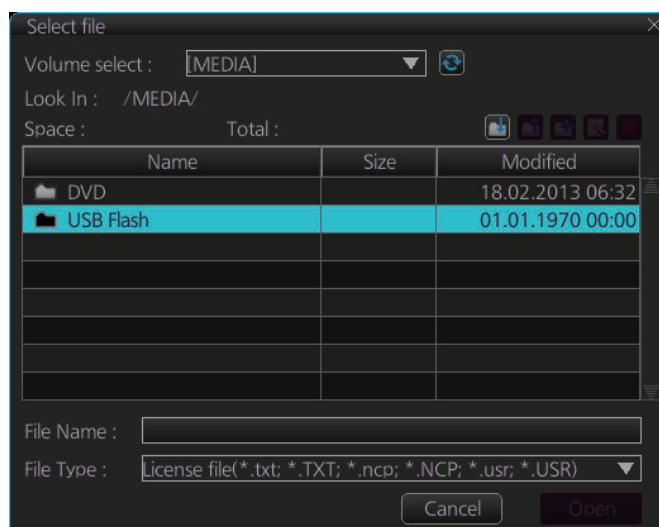 Select file
Volume select : [MEDIA]
Look In : /MEDIA/
Space : Total :
Name Size Modified
DVD 18.02.2013 06:32
USB Flash 01.01.1970 00:00
File Name :
File Type : License file(*.txt; *.TXT; *.ncp; *.NCP; *.usr; *.USR)
Cancel Open